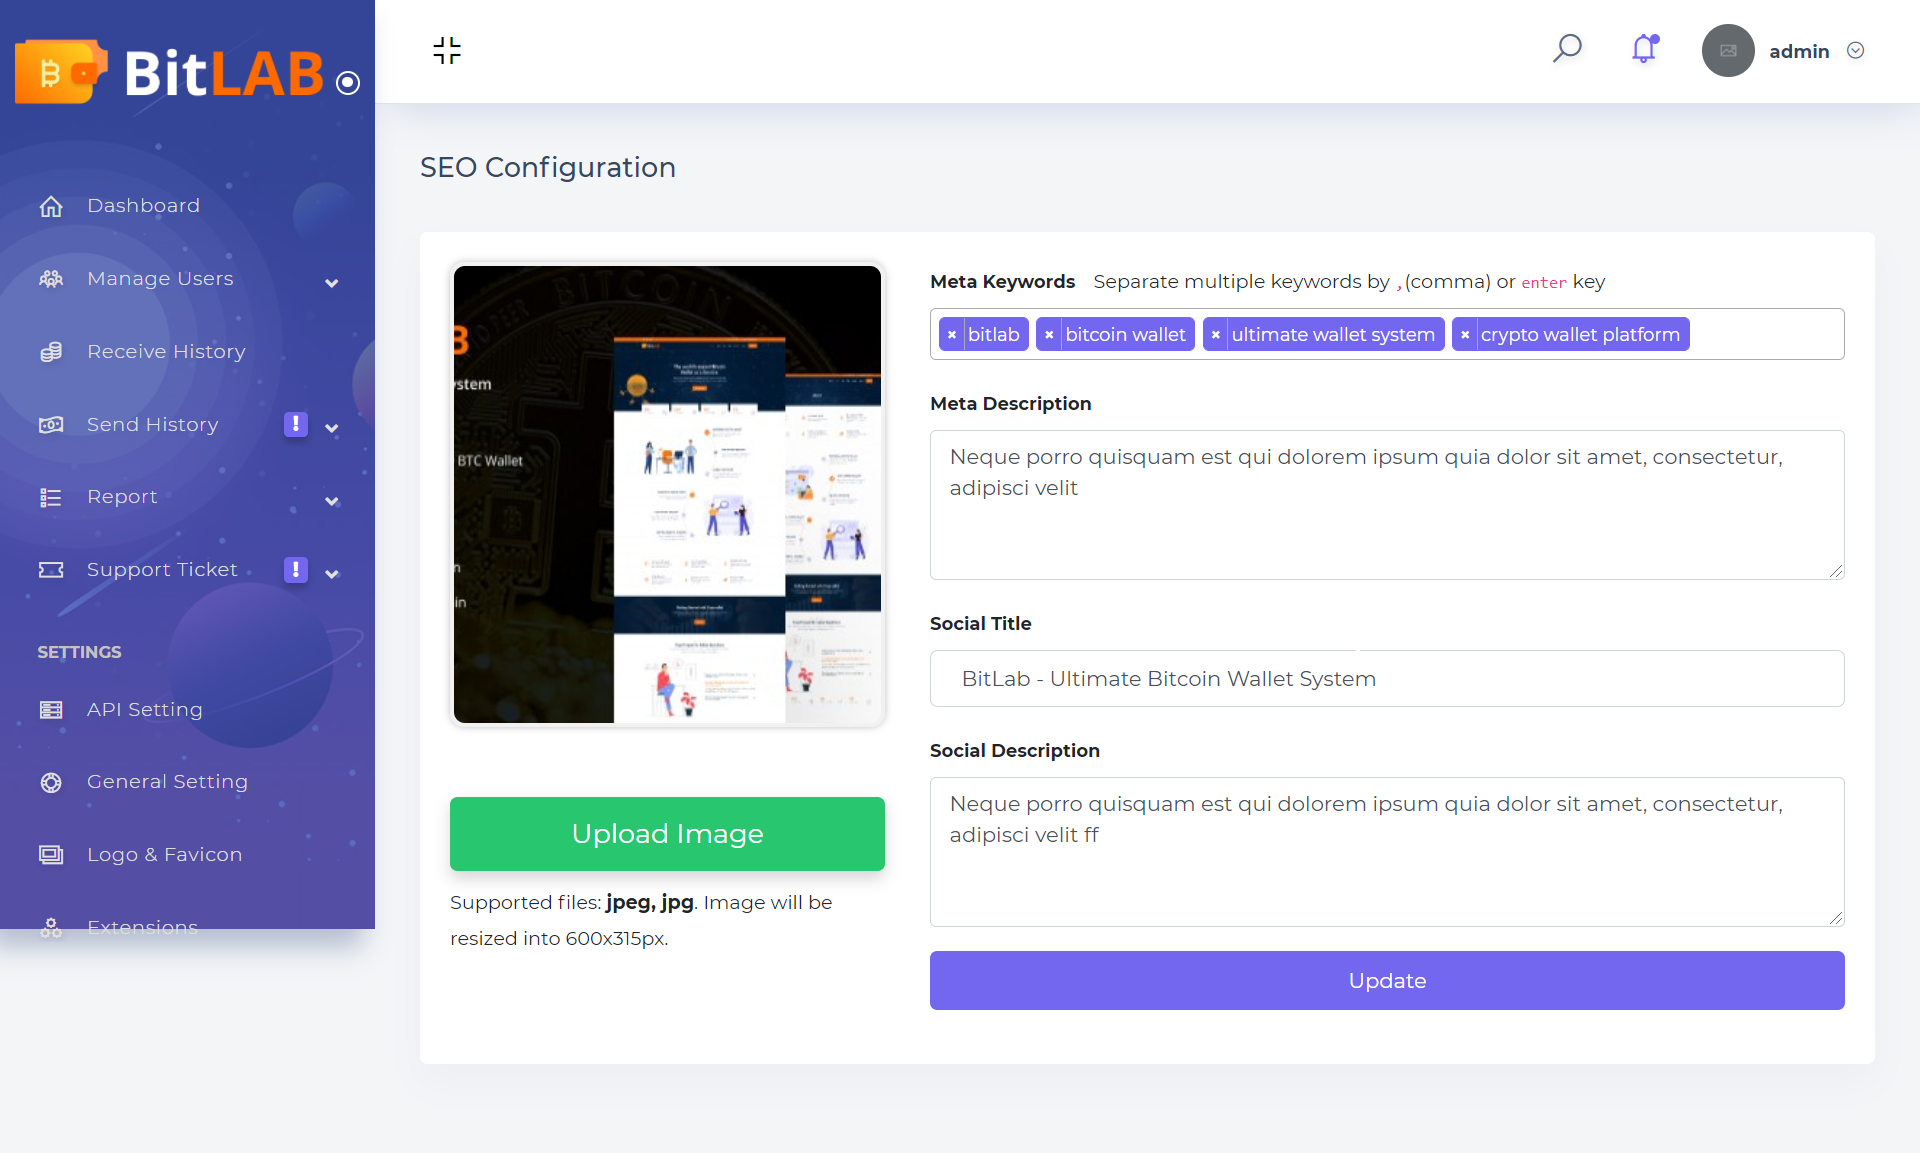 BitLAB
admin
SEO Configuration
Dashboard
Manage Users
Receive History
Send History
!
Report
Support Ticket
!
SETTINGS
API Setting
General Setting
Logo & Favicon
Extensions
BITCOIN
B
ystem
BTC Wallet
in
Upload Image
Supported files: jpeg, jpg. Image will be
resized into 600x315px.
Meta Keywords Separate multiple keywords by ,(comma) or enter key
× bitlab × bitcoin wallet × ultimate wallet system × crypto wallet platform
Meta Description
Neque porro quisquam est qui dolorem ipsum quia dolor sit amet, consectetur,
adipisci velit
Social Title
BitLab - Ultimate Bitcoin Wallet System
Social Description
Neque porro quisquam est qui dolorem ipsum quia dolor sit amet, consectetur,
adipisci velit ff
Update